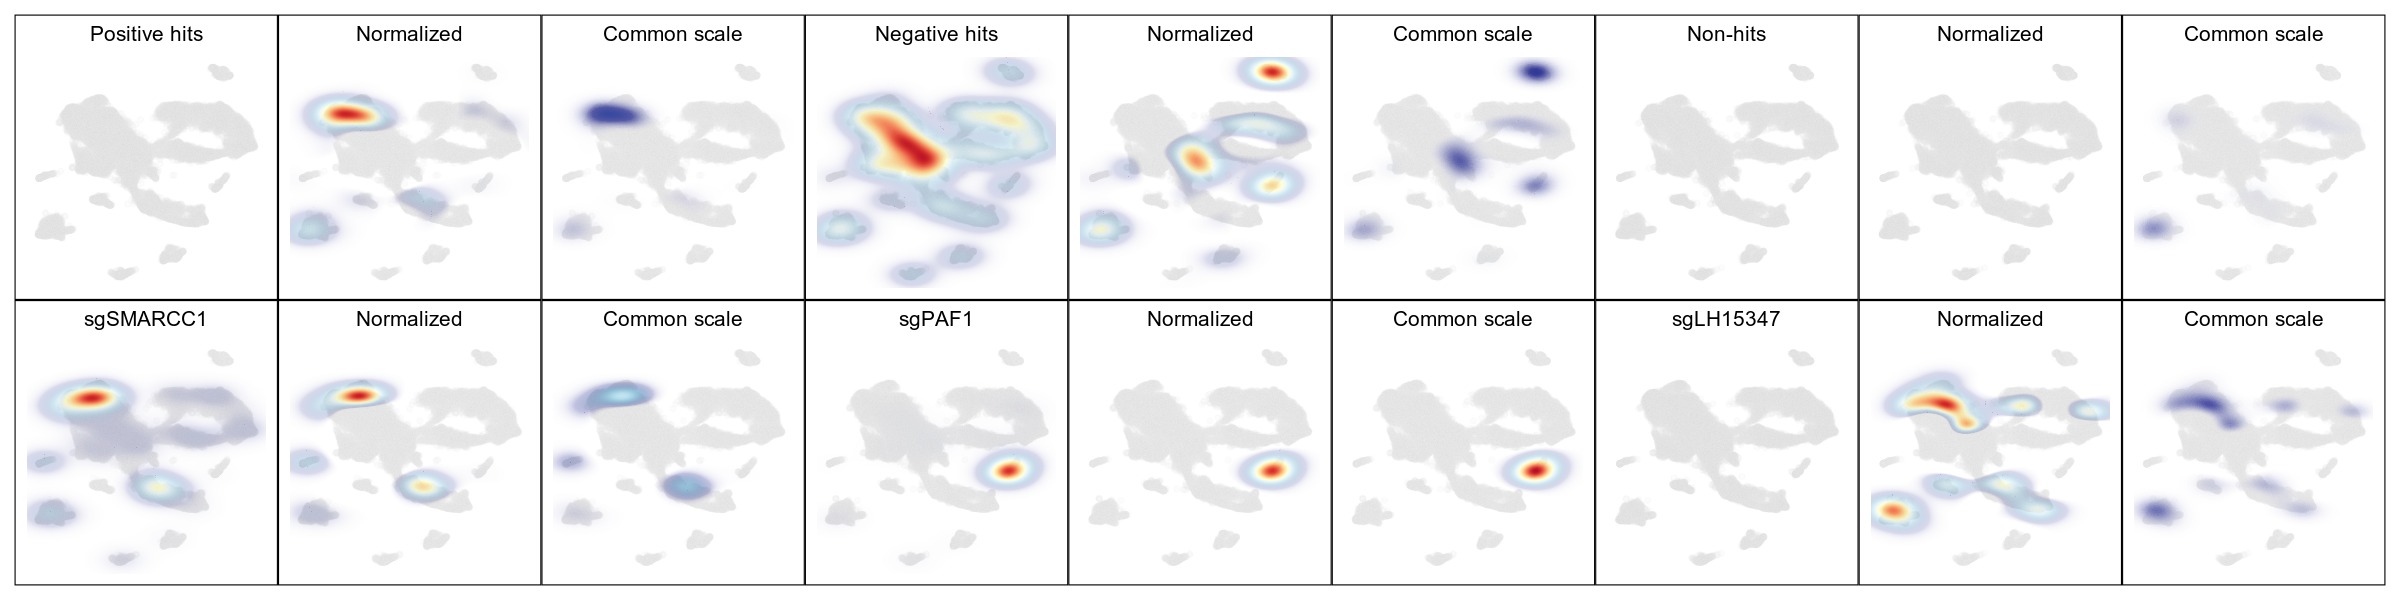 Positive hits
Normalized
Common scale
Negative hits
Normalized
Common scale
Non-hits
Normalized
Common scale
sgSMARCC1
Normalized
Common scale
sgPAF1
Normalized
Common scale
sgLH15347
Normalized
Common scale